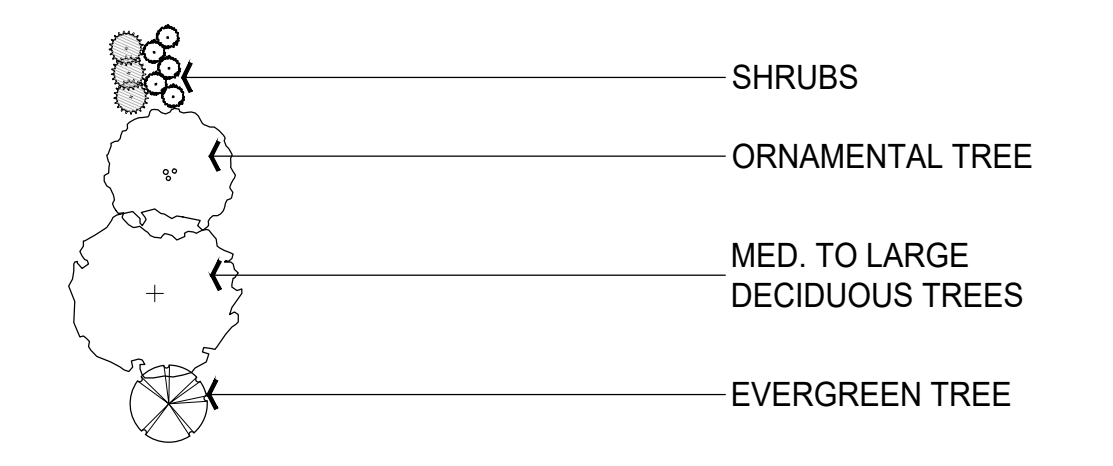 SHRUBS
ORNAMENTAL TREE
MED. TO LARGE
DECIDUOUS TREES
EVERGREEN TREE